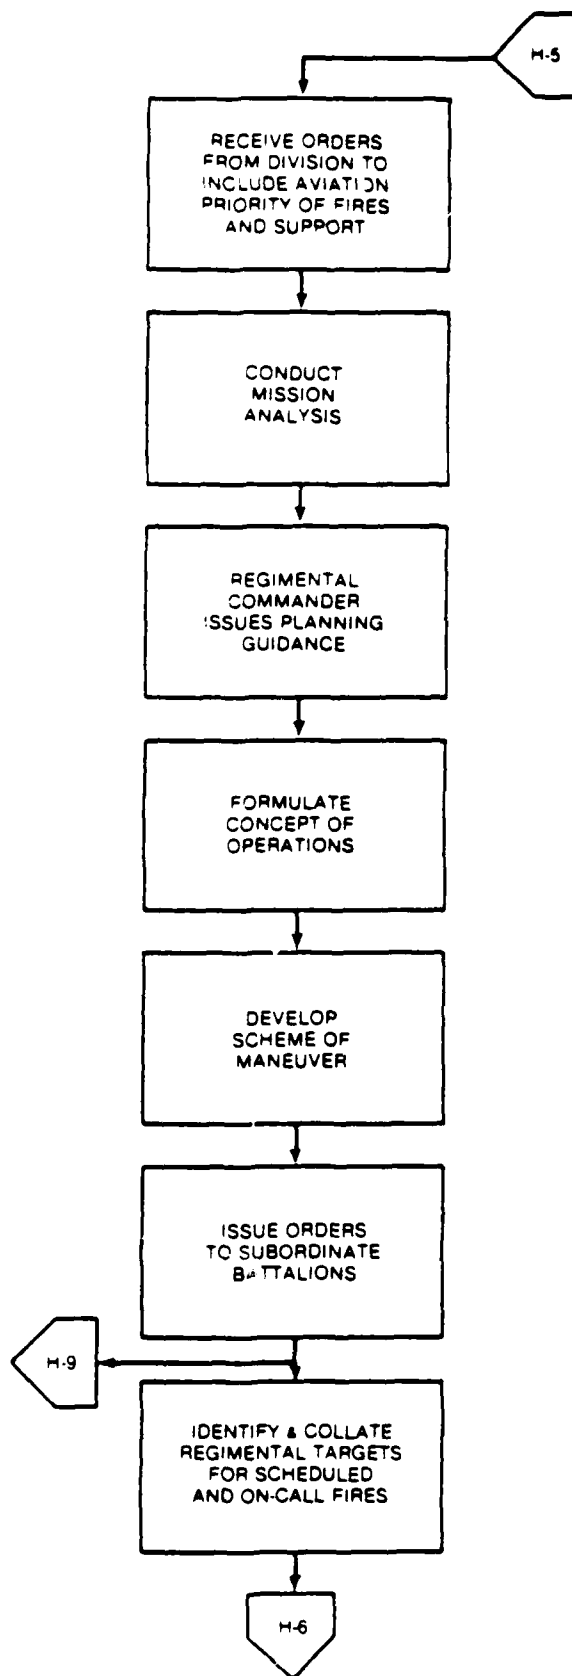 H-5
RECEIVE ORDERS
FROM DIVISION TO
INCLUDE AVIATION
PRIORITY OF FIRES
AND SUPPORT
CONDUCT
MISSION
ANALYSIS
REGIMENTAL
COMMANDER
ISSUES PLANNING
GUIDANCE
FORMULATE
CONCEPT OF
OPERATIONS
DEVELOP
SCHEME OF
MANEUVER
ISSUE ORDERS
TO SUBORDINATE
BATTALIONS
H-9
IDENTIFY & COLLATE
REGIMENTAL TARGETS
FOR SCHEDULED
AND ON-CALL FIRES
H-6